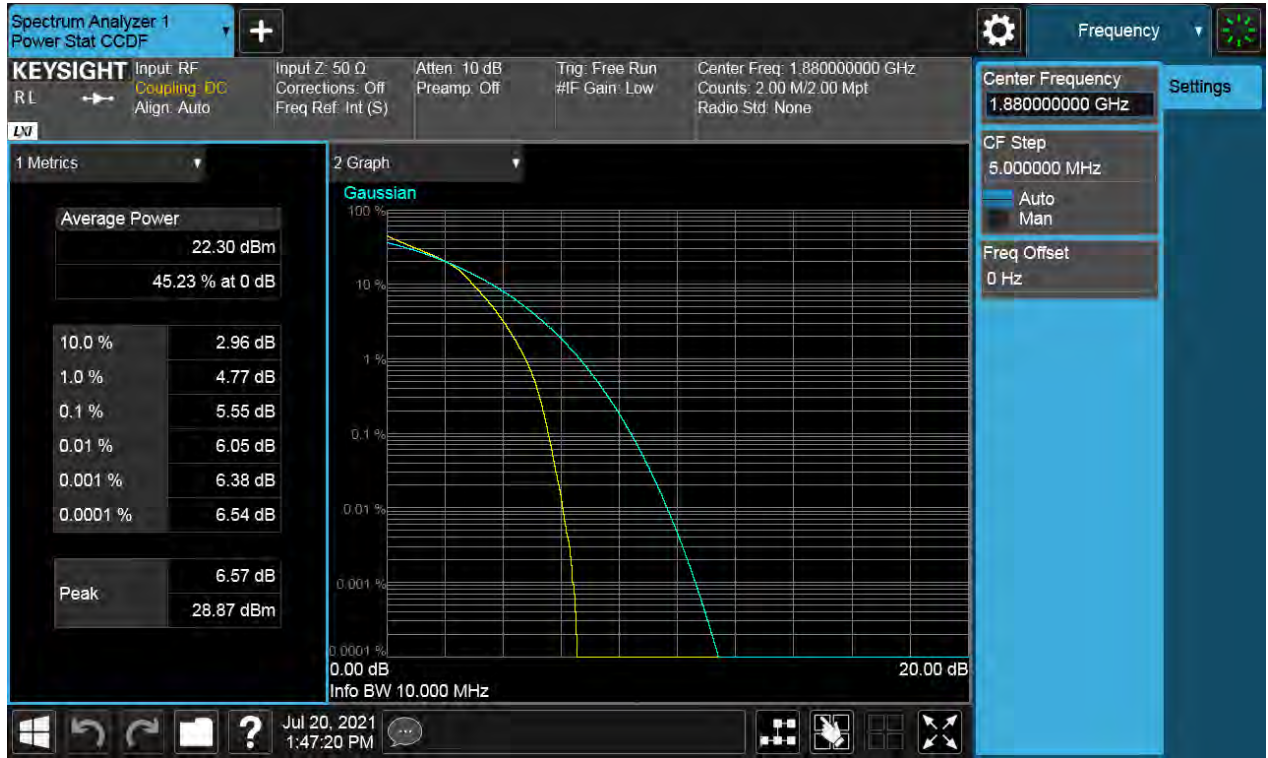 Spectrum Analyzer 1
Power Stat CCDF
Frequency
KEYSIGHT
RL
LXI
Input: RF
Coupling: DC
Align: Auto
Input Z: 50 Ω
Corrections: Off
Freq Ref: Int (S)
Atten: 10 dB
Preamp: Off
Trig: Free Run
#IF Gain: Low
Center Freq: 1.880000000 GHz
Counts: 2.00 M/2.00 Mpt
Radio Std: None
Center Frequency
1.880000000 GHz
Settings
CF Step
5.000000 MHz
Auto
Man
Freq Offset
0 Hz
1 Metrics
Average Power
22.30 dBm
45.23 % at 0 dB
10.0 % 2.96 dB
1.0 % 4.77 dB
0.1 % 5.55 dB
0.01 % 6.05 dB
0.001 % 6.38 dB
0.0001 % 6.54 dB
Peak
6.57 dB
28.87 dBm
2 Graph
Gaussian
100 %
10 %
1 %
0.1 %
0.01 %
0.001 %
0.0001 %
0.00 dB 20.00 dB
Info BW 10.000 MHz
?
Jul 20, 2021
1:47:20 PM